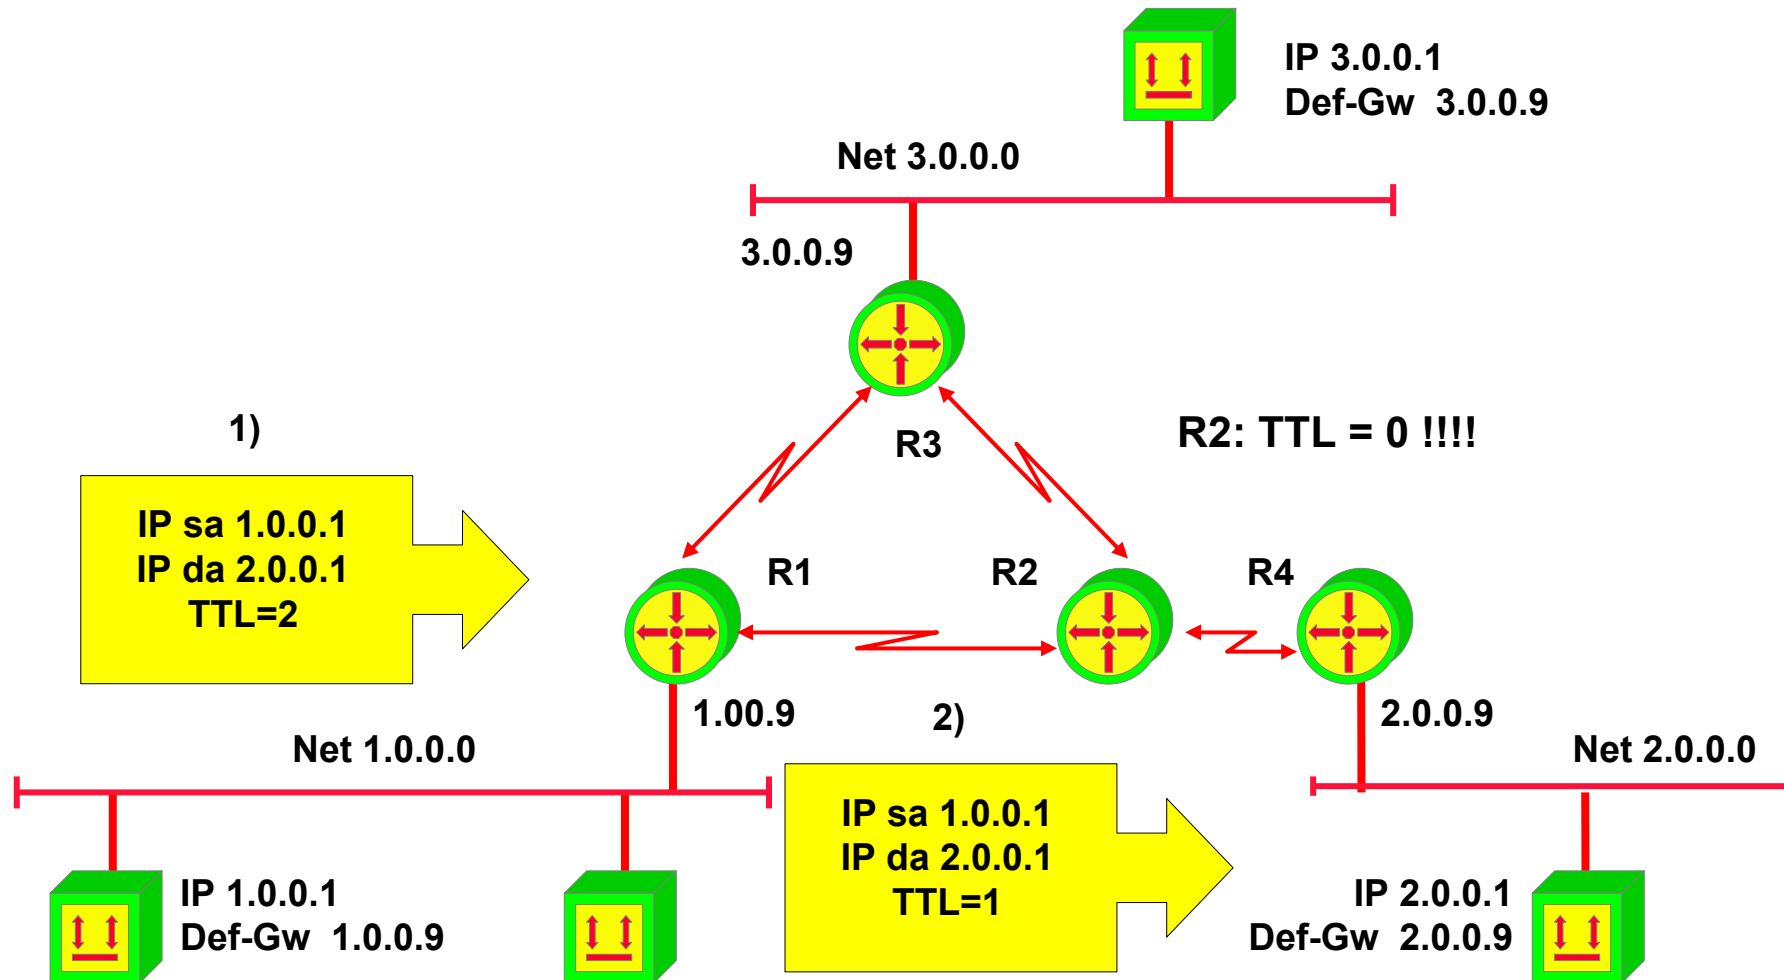 IP 3.0.0.1
Def-Gw 3.0.0.9
Net 3.0.0.0
3.0.0.9
R3
R2: TTL = 0 !!!!
1)
IP sa 1.0.0.1
IP da 2.0.0.1
TTL=2
R1
R2
R4
1.00.9
2.0.0.9
Net 1.0.0.0
2)
Net 2.0.0.0
IP sa 1.0.0.1
IP da 2.0.0.1
TTL=1
IP 1.0.0.1
Def-Gw 1.0.0.9
IP 2.0.0.1
Def-Gw 2.0.0.9